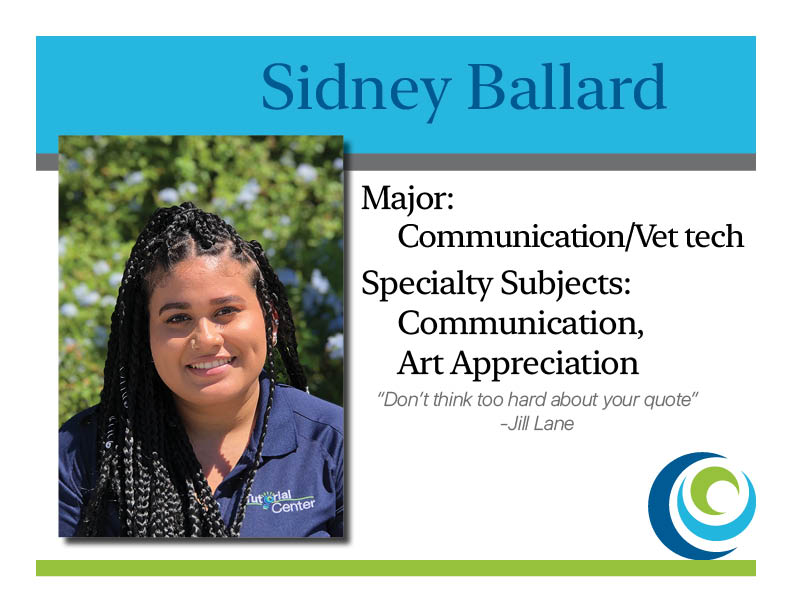 Sidney Ballard
Major:
Communication/Vet tech
Specialty Subjects:
Communication,
Art Appreciation
"Don't think too hard about your quote"
-Jill Lane
Tutorial
Center